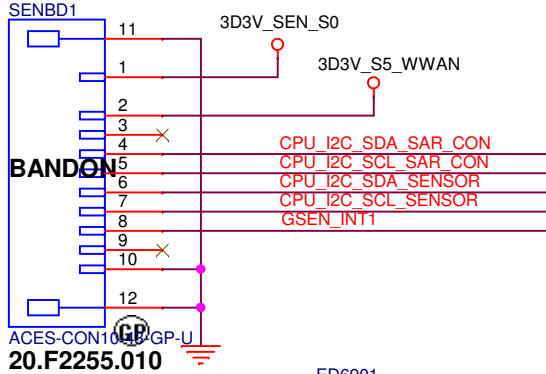 SENBD1
11
3D3V_SEN_S0
1
3D3V_S5_WWAN
2
3
4 CPU_I2C_SDA_SAR_CON
BANDON
5 CPU_I2C_SCL_SAR_CON
6 CPU_I2C_SDA_SENSOR
7 CPU_I2C_SCL_SENSOR
8 GSEN_INT1
9
10
12
GP
20.F2255.010